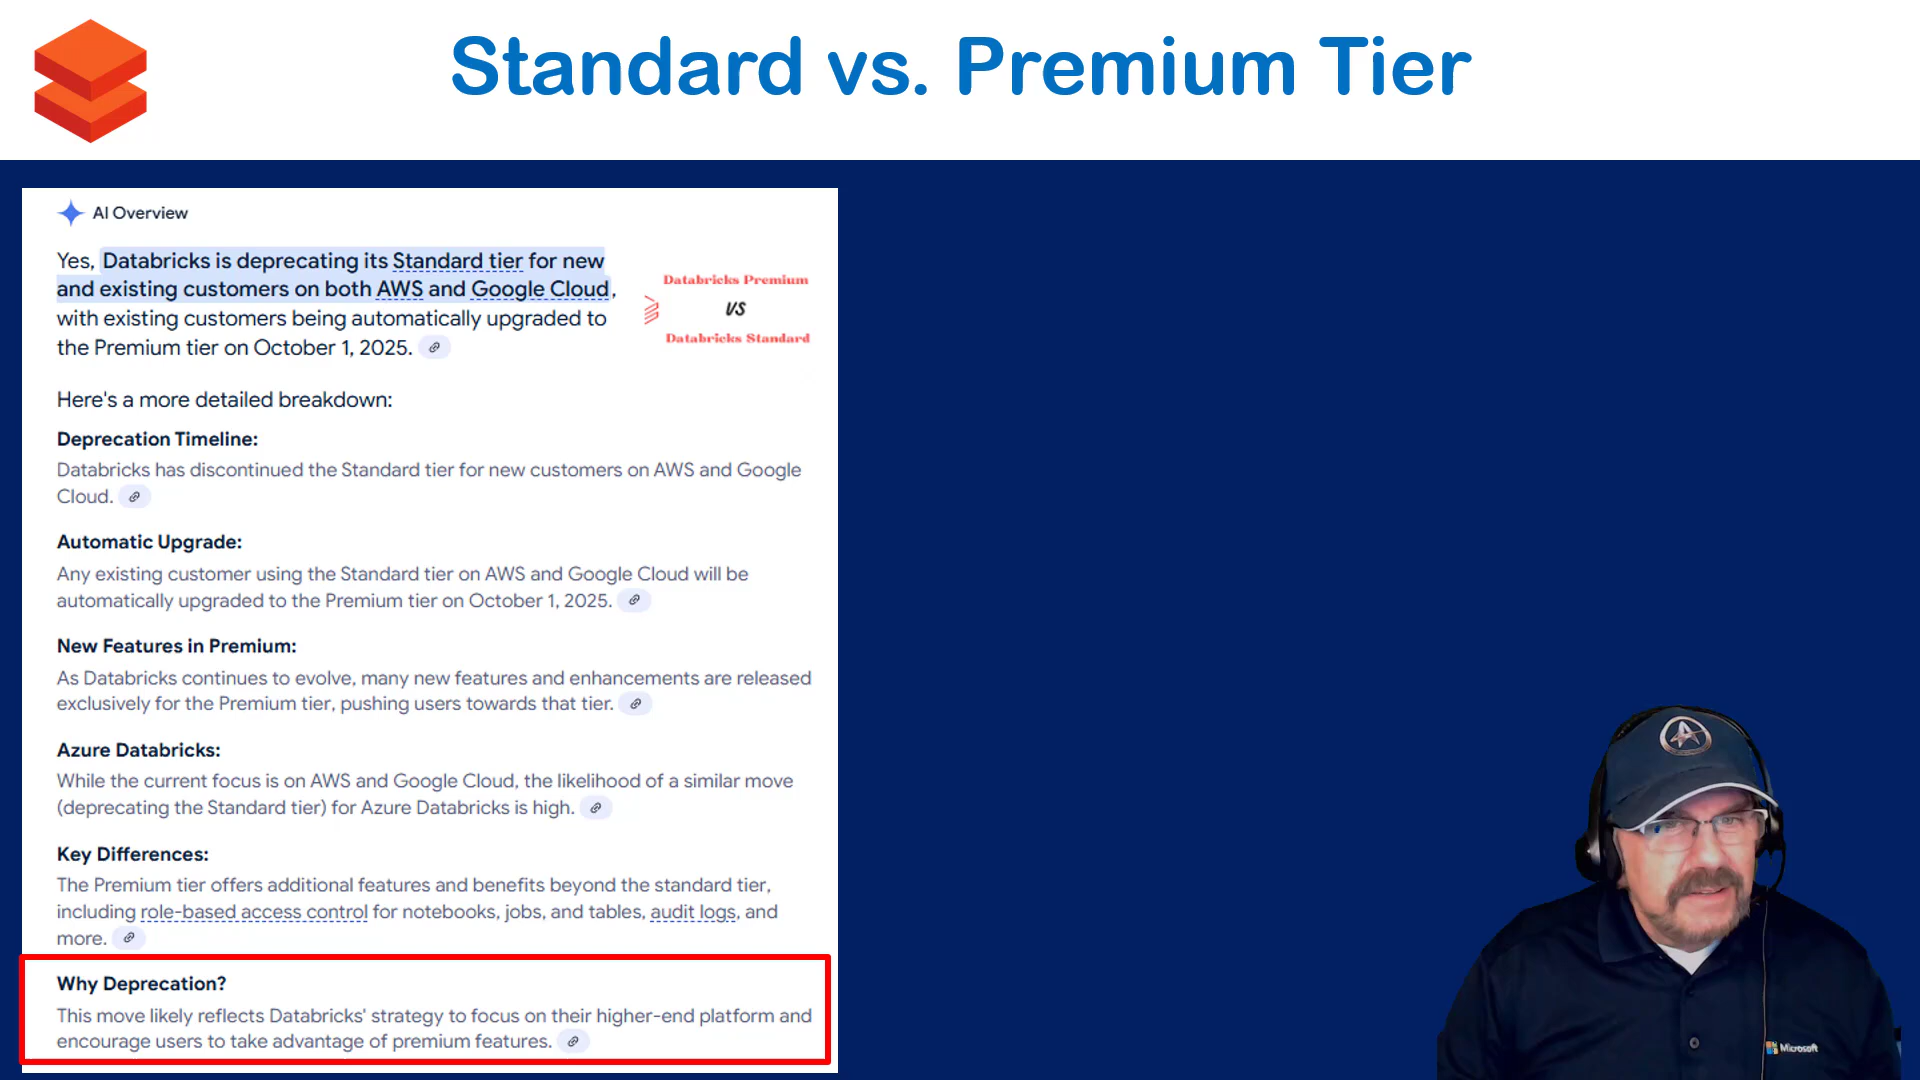 Standard vs. Premium Tier
AI Overview
Yes, Databricks is deprecating its Standard tier for new
and existing customers on both AWS and Google Cloud,
with existing customers being automatically upgraded to
the Premium tier on October 1, 2025.
Databricks Premium
VS
Databricks Standard
Here's a more detailed breakdown:
Deprecation Timeline:
Databricks has discontinued the Standard tier for new customers on AWS and Google
Cloud.
Automatic Upgrade:
Any existing customer using the Standard tier on AWS and Google Cloud will be
automatically upgraded to the Premium tier on October 1, 2025.
New Features in Premium:
As Databricks continues to evolve, many new features and enhancements are released
exclusively for the Premium tier, pushing users towards that tier.
Azure Databricks:
While the current focus is on AWS and Google Cloud, the likelihood of a similar move
(deprecating the Standard tier) for Azure Databricks is high.
Key Differences:
The Premium tier offers additional features and benefits beyond the standard tier,
including role-based access control for notebooks, jobs, and tables, audit logs, and
more.
Why Deprecation?
This move likely reflects Databricks' strategy to focus on their higher-end platform and
encourage users to take advantage of premium features.
Microsoft